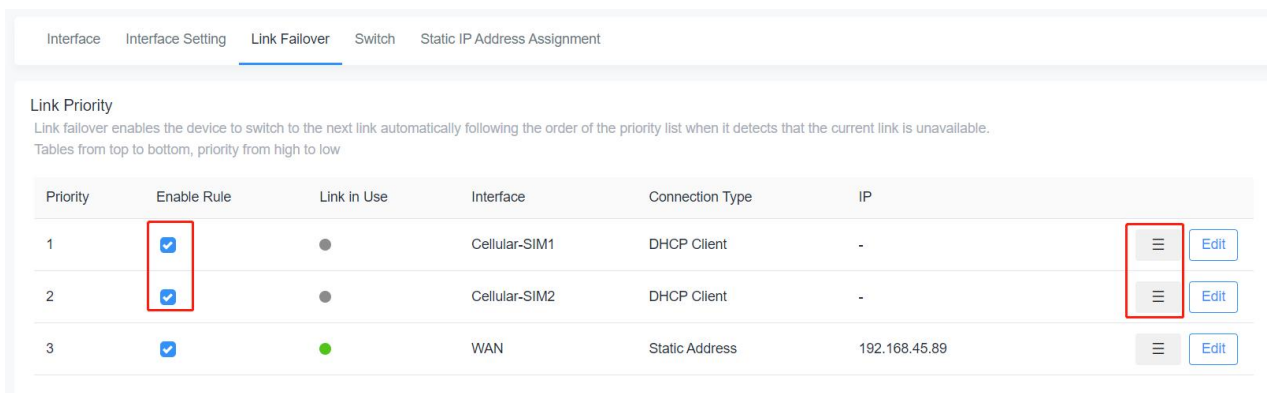 Interface Interface Setting Link Failover Switch Static IP Address Assignment
Link Priority
Link failover enables the device to switch to the next link automatically following the order of the priority list when it detects that the current link is unavailable.
Tables from top to bottom, priority from high to low
Priority Enable Rule Link in Use Interface Connection Type IP
1 Cellular-SIM1 DHCP Client - Edit
2 Cellular-SIM2 DHCP Client - Edit
3 WAN Static Address 192.168.45.89 Edit